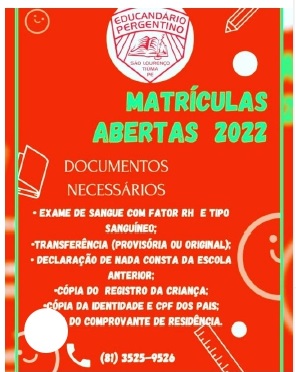 EDUCANDÁRIO
PERGENTINO
SÃO LOURENÇO
TIUMA
PE
MATRÍCULAS
ABERTAS 2022
DOCUMENTOS
NECESSÁRIOS
• EXAME DE SANGUE COM FATOR RH E TIPO
SANGUÍNEO;
-TRANSFERÊNCIA (PROVISÓRIA OU ORIGINAL);
• DECLARAÇÃO DE NADA CONSTA DA ESCOLA
ANTERIOR;
-CÓPIA DO REGISTRO DA CRIANÇA;
-CÓPIA DA IDENTIDADE E CPF DOS PAIS;
DO COMPROVANTE DE RESIDÊNCIA.
(81) 3525-9526